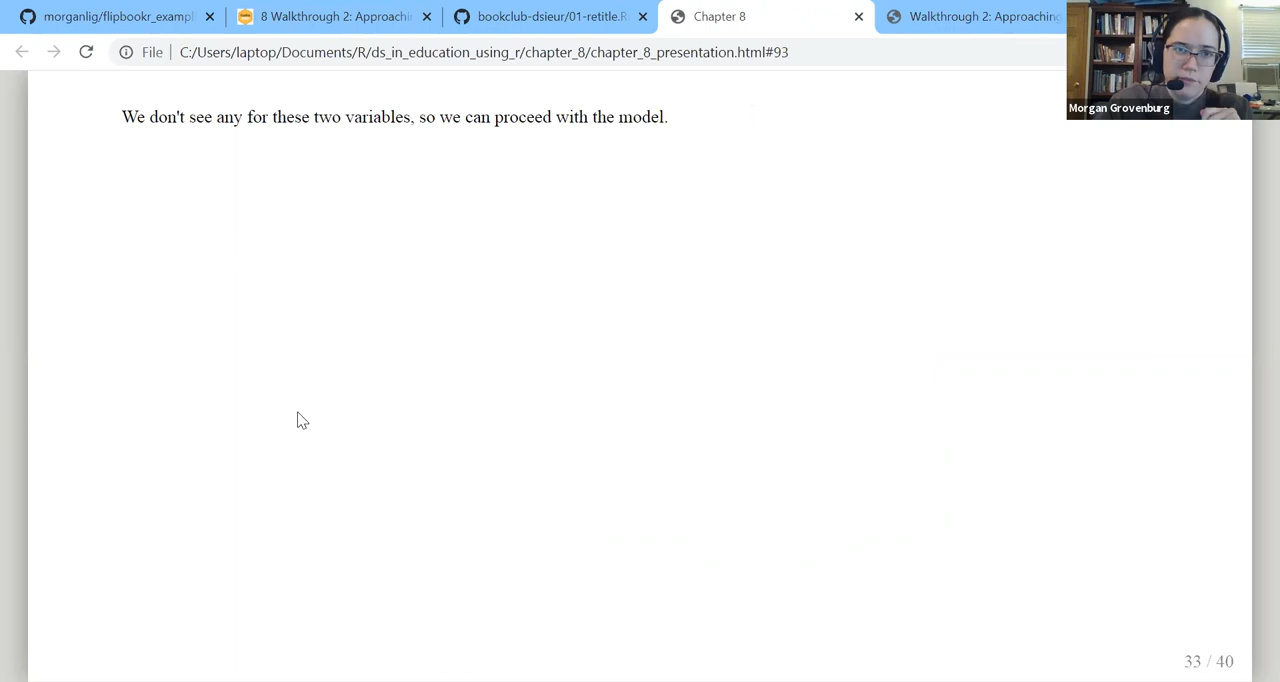 morganlig/flipbookr_exampl
8 Walkthrough 2: Approachin
bookclub-dsieur/01-retitle.R
Chapter 8
Walkthrough 2: Approaching
File | C:/Users/laptop/Documents/r4ds_in_education_using_r/chapter_8/chapter_8_presentation.html#93
Morgan Grovenburg
We don't see any for these two variables, so we can proceed with the model.
33 / 40